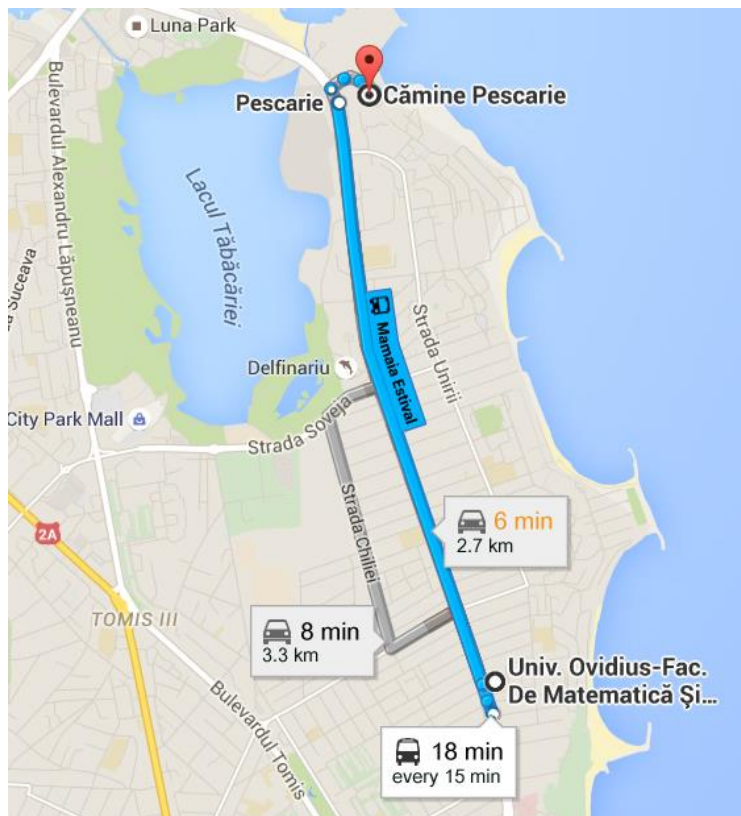 Luna Park
Pescarie
Cămine Pescarie
Bulevardul Alexandru Lăpușneanu
Lacul Tăbăcăriei
Suceava
Mamaia Estival
Strada Unirii
Delfinariu
City Park Mall
Strada Soveja
Strada Chiliei
2A
6 min
2.7 km
TOMIS III
8 min
3.3 km
Univ. Ovidius-Fac.
De Matematică Şi...
Bulevardul Tomis
18 min
every 15 min